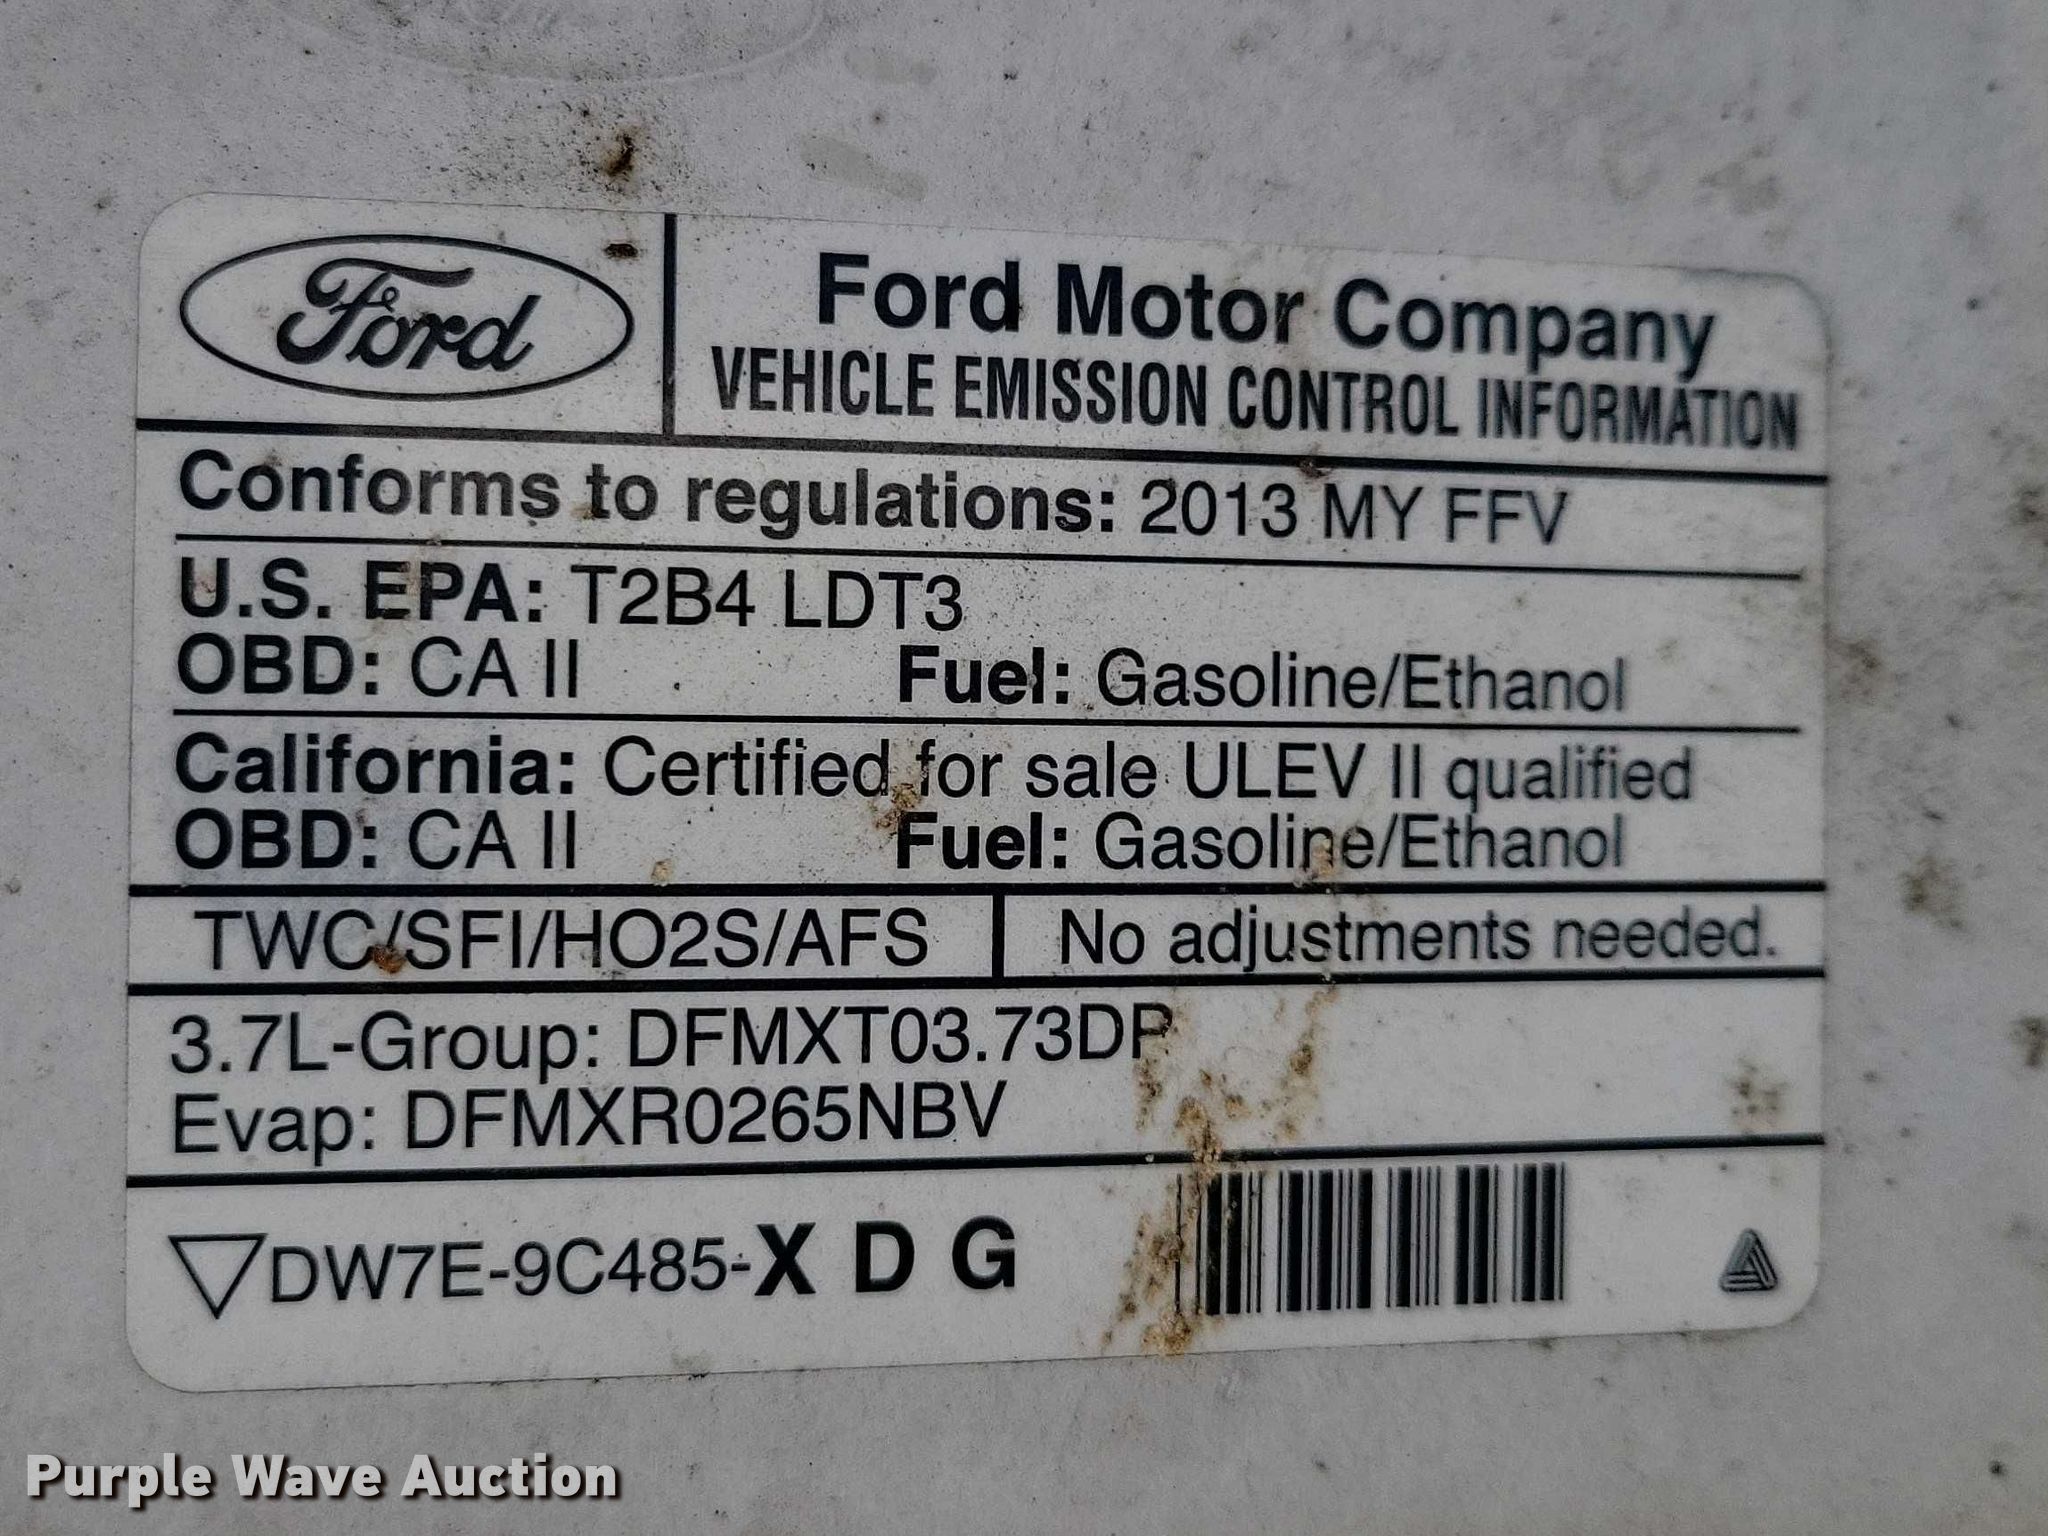 Ford
Ford Motor Company
VEHICLE EMISSION CONTROL INFORMATION
Conforms to regulations: 2013 MY FFV
U.S. EPA: T2B4 LDT3
OBD: CA II Fuel: Gasoline/Ethanol
California: Certified for sale ULEV II qualified
OBD: CA II Fuel: Gasoline/Ethanol
TWC/SFI/HO2S/AFS No adjustments needed.
3.7L-Group: DFMXT03.73DP
Evap: DFMXR0265NBV
DW7E-9C485-X D G
Purple Wave Auction